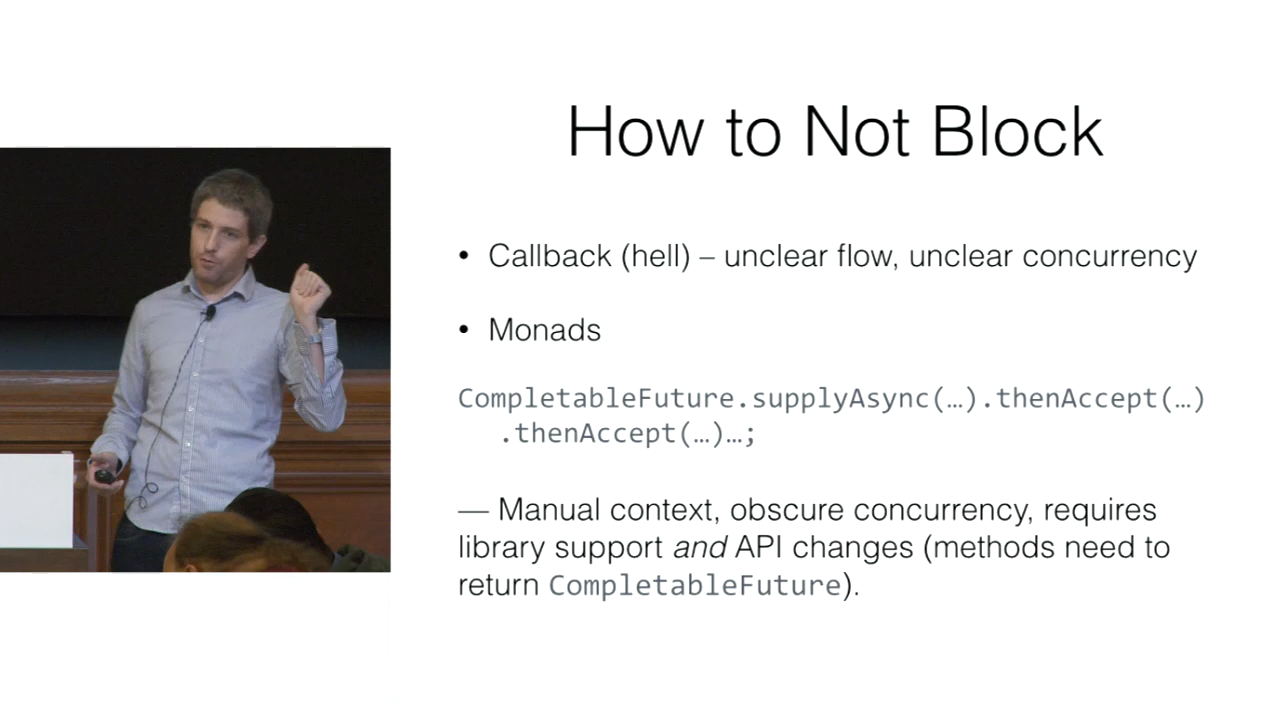 How to Not Block
• Callback (hell) – unclear flow, unclear concurrency
• Monads
CompletableFuture.supplyAsync(…).thenAccept(…)
.thenAccept(…)…;
— Manual context, obscure concurrency, requires
library support and API changes (methods need to
return CompletableFuture).